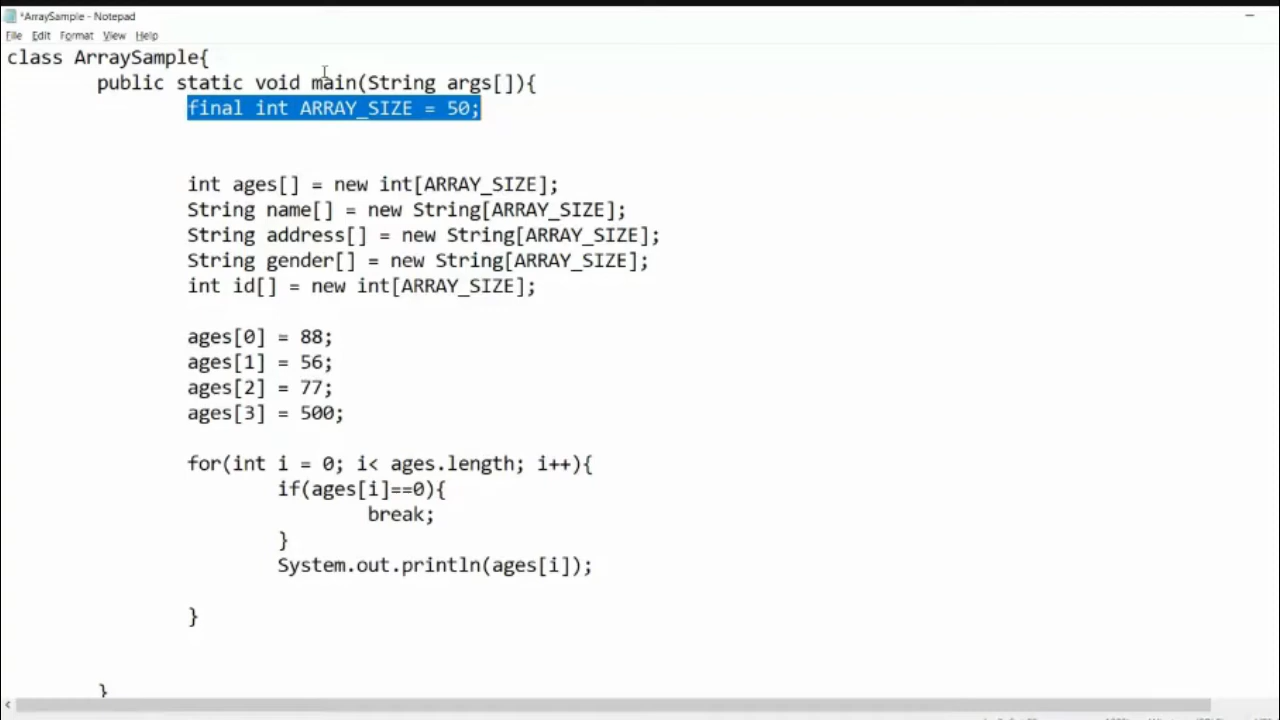 *ArraySample - Notepad
File Edit Format View Help
class ArraySample{
public static void main(String args[]){
final int ARRAY_SIZE = 50;
int ages[] = new int[ARRAY_SIZE];
String name[] = new String[ARRAY_SIZE];
String address[] = new String[ARRAY_SIZE];
String gender[] = new String[ARRAY_SIZE];
int id[] = new int[ARRAY_SIZE];
ages[0] = 88;
ages[1] = 56;
ages[2] = 77;
ages[3] = 500;
for(int i = 0; i< ages.length; i++){
if(ages[i]==0){
break;
}
System.out.println(ages[i]);
}
}